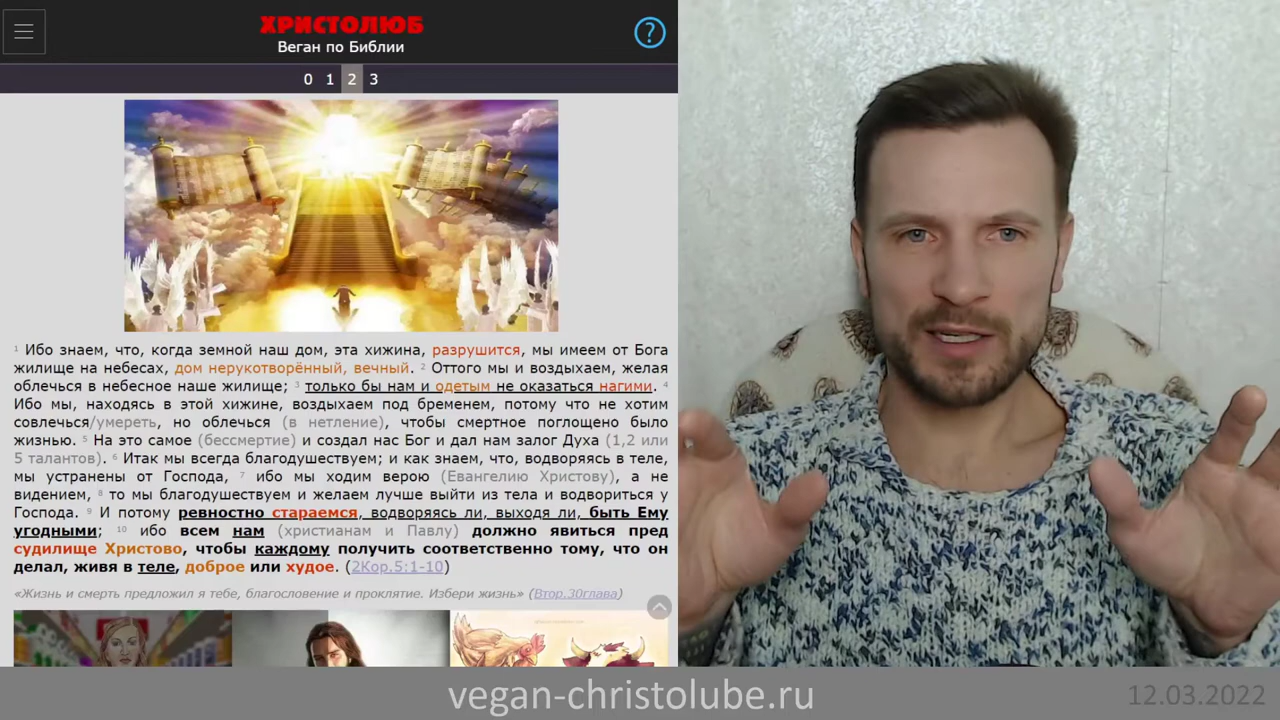 ХРИСТОЛЮБ
Веган по Библии
?
0 1 2 3
1 Ибо знаем, что, когда земной наш дом, эта хижина, разрушится, мы имеем от Бога
жилище на небесах, дом нерукотворённый, вечный. 2 Оттого мы и воздыхаем, желая
облечься в небесное наше жилище; 3 только бы нам и одетым не оказаться нагими. 4
Ибо мы, находясь в этой хижине, воздыхаем под бременем, потому что не хотим
совлечься/умереть, но облечься (в нетление), чтобы смертное поглощено было
жизнью. 5 На это самое (бессмертие) и создал нас Бог и дал нам залог Духа (1,2 или
5 талантов). 6 Итак мы всегда благодушествуем; и как знаем, что, водворяясь в теле,
мы устранены от Господа, 7 ибо мы ходим верою (Евангелию Христову), а не
видением, 8 то мы благодушествуем и желаем лучше выйти из тела и водвориться у
Господа. 9 И потому ревностно стараемся, водворяясь ли, выходя ли, быть Ему
угодными; 10 ибо всем нам (христианам и Павлу) должно явиться пред
судилище Христово, чтобы каждому получить соответственно тому, что он
делал, живя в теле, доброе или худое. (2Кор.5:1-10)
«Жизнь и смерть предложил я тебе, благословение и проклятие. Избери жизнь» (Втор.30глава)
vegan-christolube.ru
12.03.2022